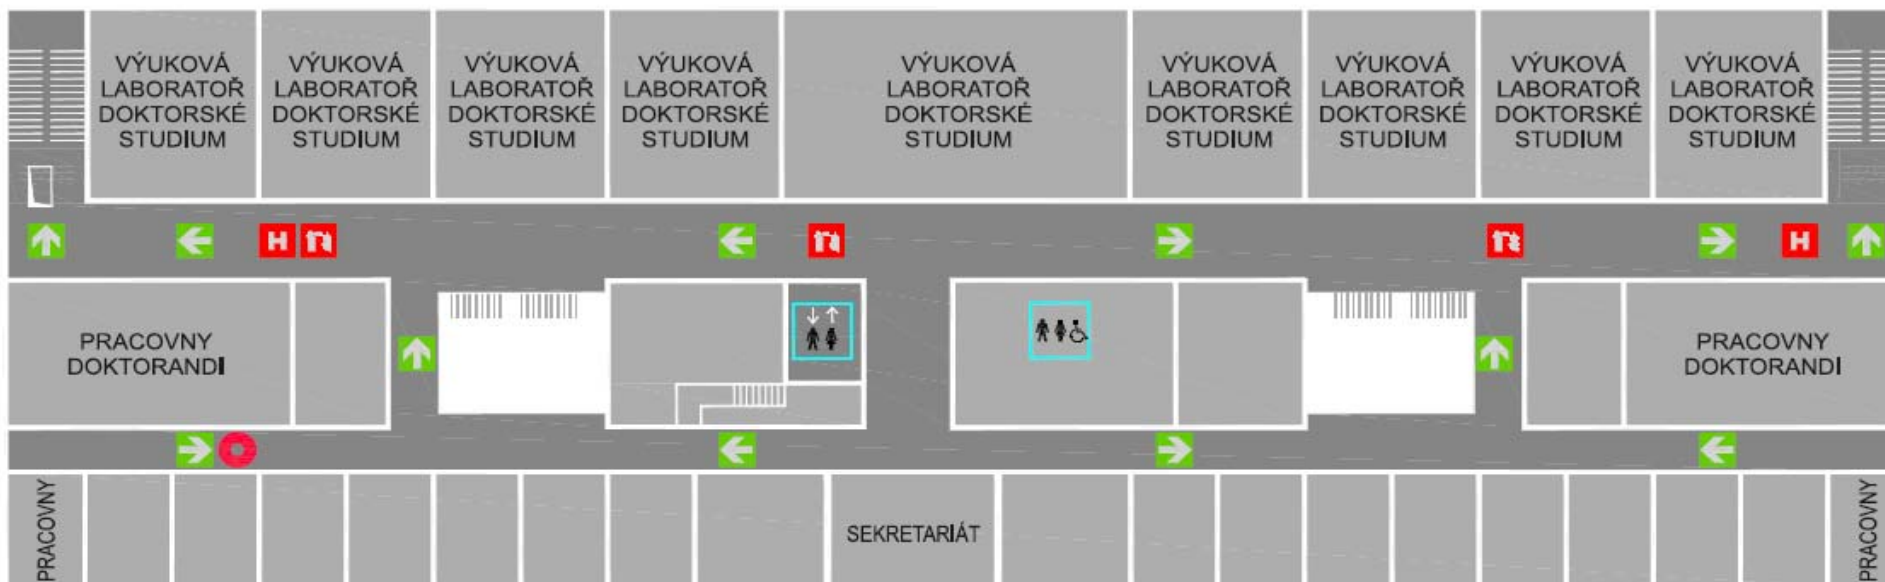 VÝUKOVÁ
LABORATOŘ
DOKTORSKÉ
STUDIUM
VÝUKOVÁ
LABORATOŘ
DOKTORSKÉ
STUDIUM
VÝUKOVÁ
LABORATOŘ
DOKTORSKÉ
STUDIUM
VÝUKOVÁ
LABORATOŘ
DOKTORSKÉ
STUDIUM
VÝUKOVÁ
LABORATOŘ
DOKTORSKÉ
STUDIUM
VÝUKOVÁ
LABORATOŘ
DOKTORSKÉ
STUDIUM
VÝUKOVÁ
LABORATOŘ
DOKTORSKÉ
STUDIUM
VÝUKOVÁ
LABORATOŘ
DOKTORSKÉ
STUDIUM
VÝUKOVÁ
LABORATOŘ
DOKTORSKÉ
STUDIUM
H
H
PRACOVNY
DOKTORANDÍ
PRACOVNY
DOKTORANDÍ
PRACOVNY
SEKRETARIÁT
PRACOVNY